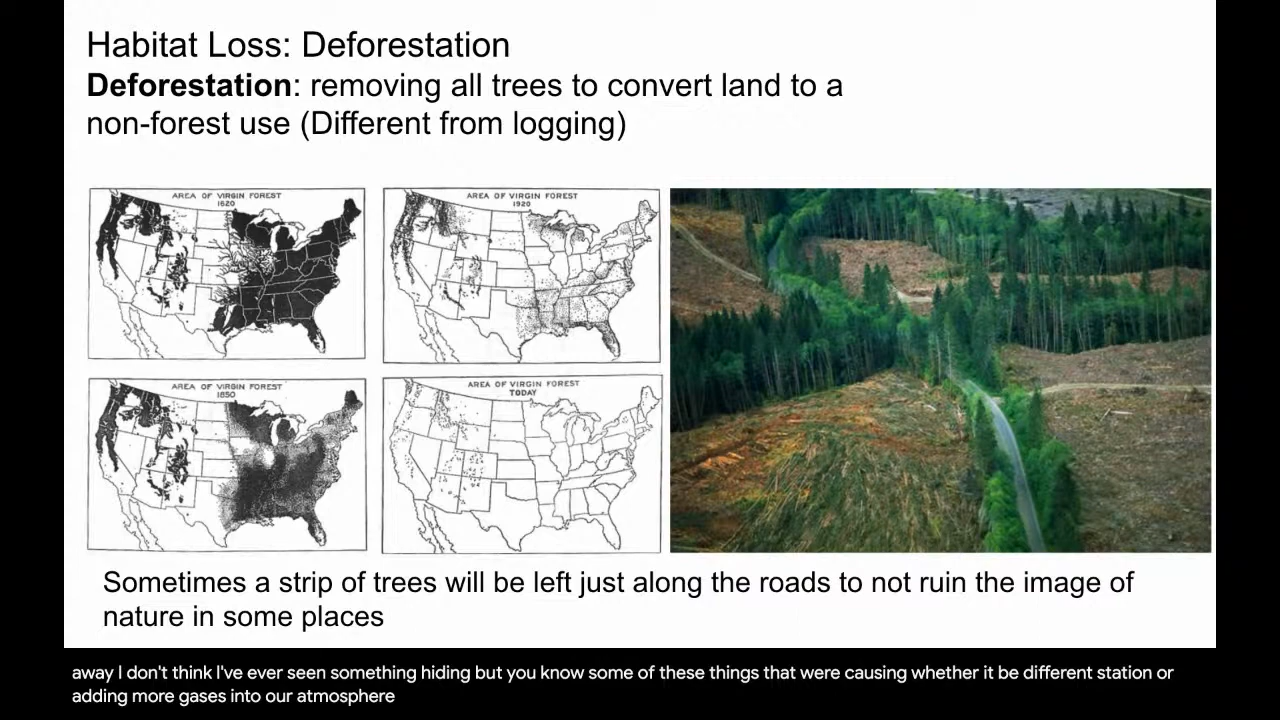 Habitat Loss: Deforestation
Deforestation: removing all trees to convert land to a
non-forest use (Different from logging)
AREA OF VIRGIN FOREST
1620
AREA OF VIRGIN FOREST
1920
AREA OF VIRGIN FOREST
1850
AREA OF VIRGIN FOREST
TODAY
Sometimes a strip of trees will be left just along the roads to not ruin the image of
nature in some places
away I don't think I've ever seen something hiding but you know some of these things that were causing whether it be different station or
adding more gases into our atmosphere